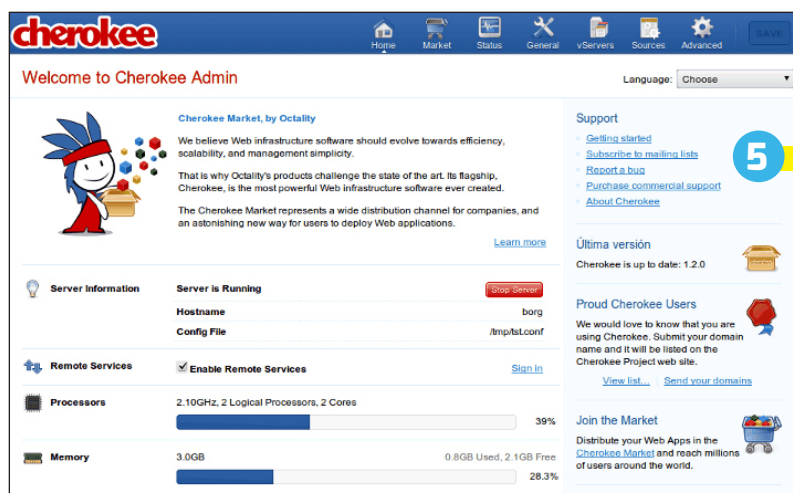 cherokee
Home Market Status General vServers Sources Advanced SAVE
Welcome to Cherokee Admin
Language: Choose
Cherokee Market, by Octality
We believe Web infrastructure software should evolve towards efficiency,
scalability, and management simplicity.
That is why Octality's products challenge the state of the art. Its flagship,
Cherokee, is the most powerful Web infrastructure software ever created.
The Cherokee Market represents a wide distribution channel for companies, and
an astonishing new way for users to deploy Web applications.
Learn more
Server Information
Server is Running
Stop Server
Hostname
borg
Config File
/tmp/tst.conf
Remote Services
Enable Remote Services
Sign in
Processors
2.10GHz, 2 Logical Processors, 2 Cores
39%
Memory
3.0GB
0.8GB Used, 2.1GB Free
28.3%
Support
Getting started
Subscribe to mailing lists
Report a bug
Purchase commercial support
About Cherokee
5
Última versión
Cherokee is up to date: 1.2.0
Proud Cherokee Users
We would love to know that you are
using Cherokee. Submit your domain
name and it will be listed on the
Cherokee Project web site.
View list... Send your domains
Join the Market
Distribute your Web Apps in the
Cherokee Market and reach millions
of users around the world.